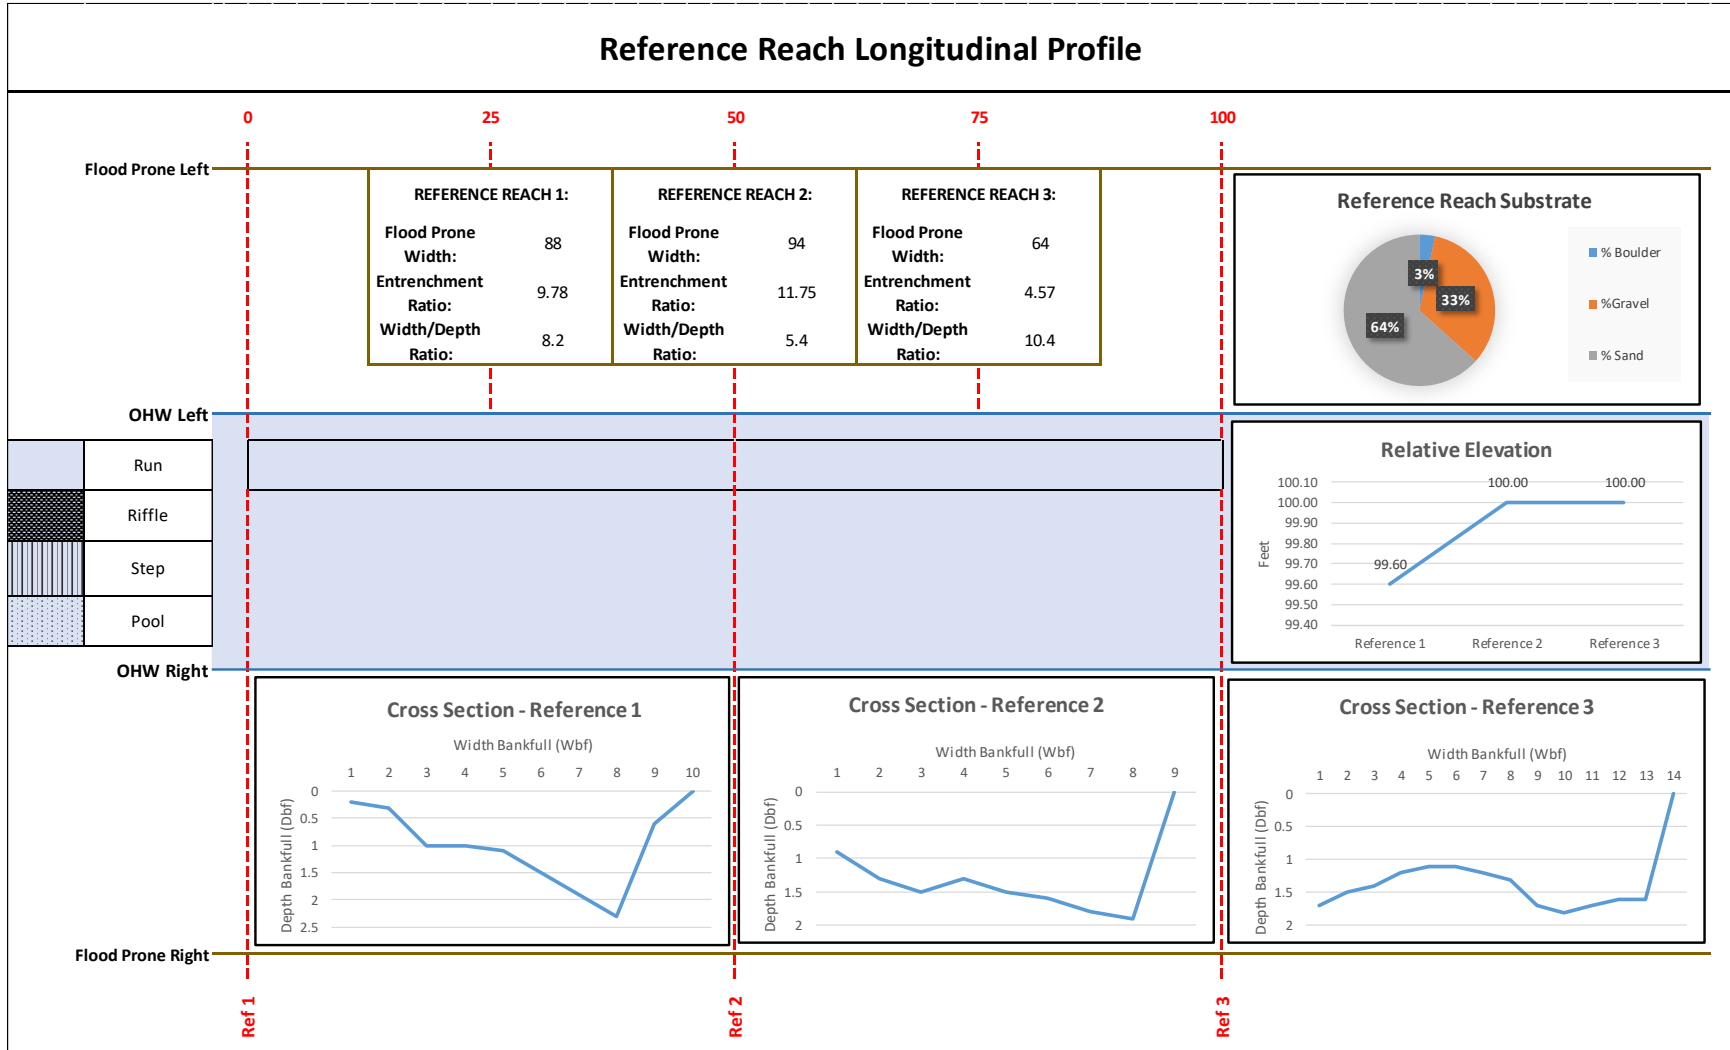 Reference Reach Longitudinal Profile
0 25 50 75 100
Flood Prone Left
REFERENCE REACH 1:
Flood Prone
Width: 88
Entrenchment
Ratio: 9.78
Width/Depth
Ratio: 8.2
REFERENCE REACH 2:
Flood Prone
Width: 94
Entrenchment
Ratio: 11.75
Width/Depth
Ratio: 5.4
REFERENCE REACH 3:
Flood Prone
Width: 64
Entrenchment
Ratio: 4.57
Width/Depth
Ratio: 10.4
Reference Reach Substrate
3%
33%
64%
% Boulder
%Gravel
% Sand
OHW Left
Run
Riffle
Step
Pool
OHW Right
Relative Elevation
Feet
100.10
100.00
99.90
99.80
99.70
99.60
99.50
99.40
99.60
100.00
100.00
Reference 1 Reference 2 Reference 3
Cross Section - Reference 1
Width Bankfull (Wbf)
1 2 3 4 5 6 7 8 9 10
Depth Bankfull (Dbf)
0
0.5
1
1.5
2
2.5
Cross Section - Reference 2
Width Bankfull (Wbf)
1 2 3 4 5 6 7 8 9
Depth Bankfull (Dbf)
0
0.5
1
1.5
2
Cross Section - Reference 3
Width Bankfull (Wbf)
1 2 3 4 5 6 7 8 9 10 11 12 13 14
Depth Bankfull (Dbf)
0
0.5
1
1.5
2
Flood Prone Right
Ref 1
Ref 2
Ref 3